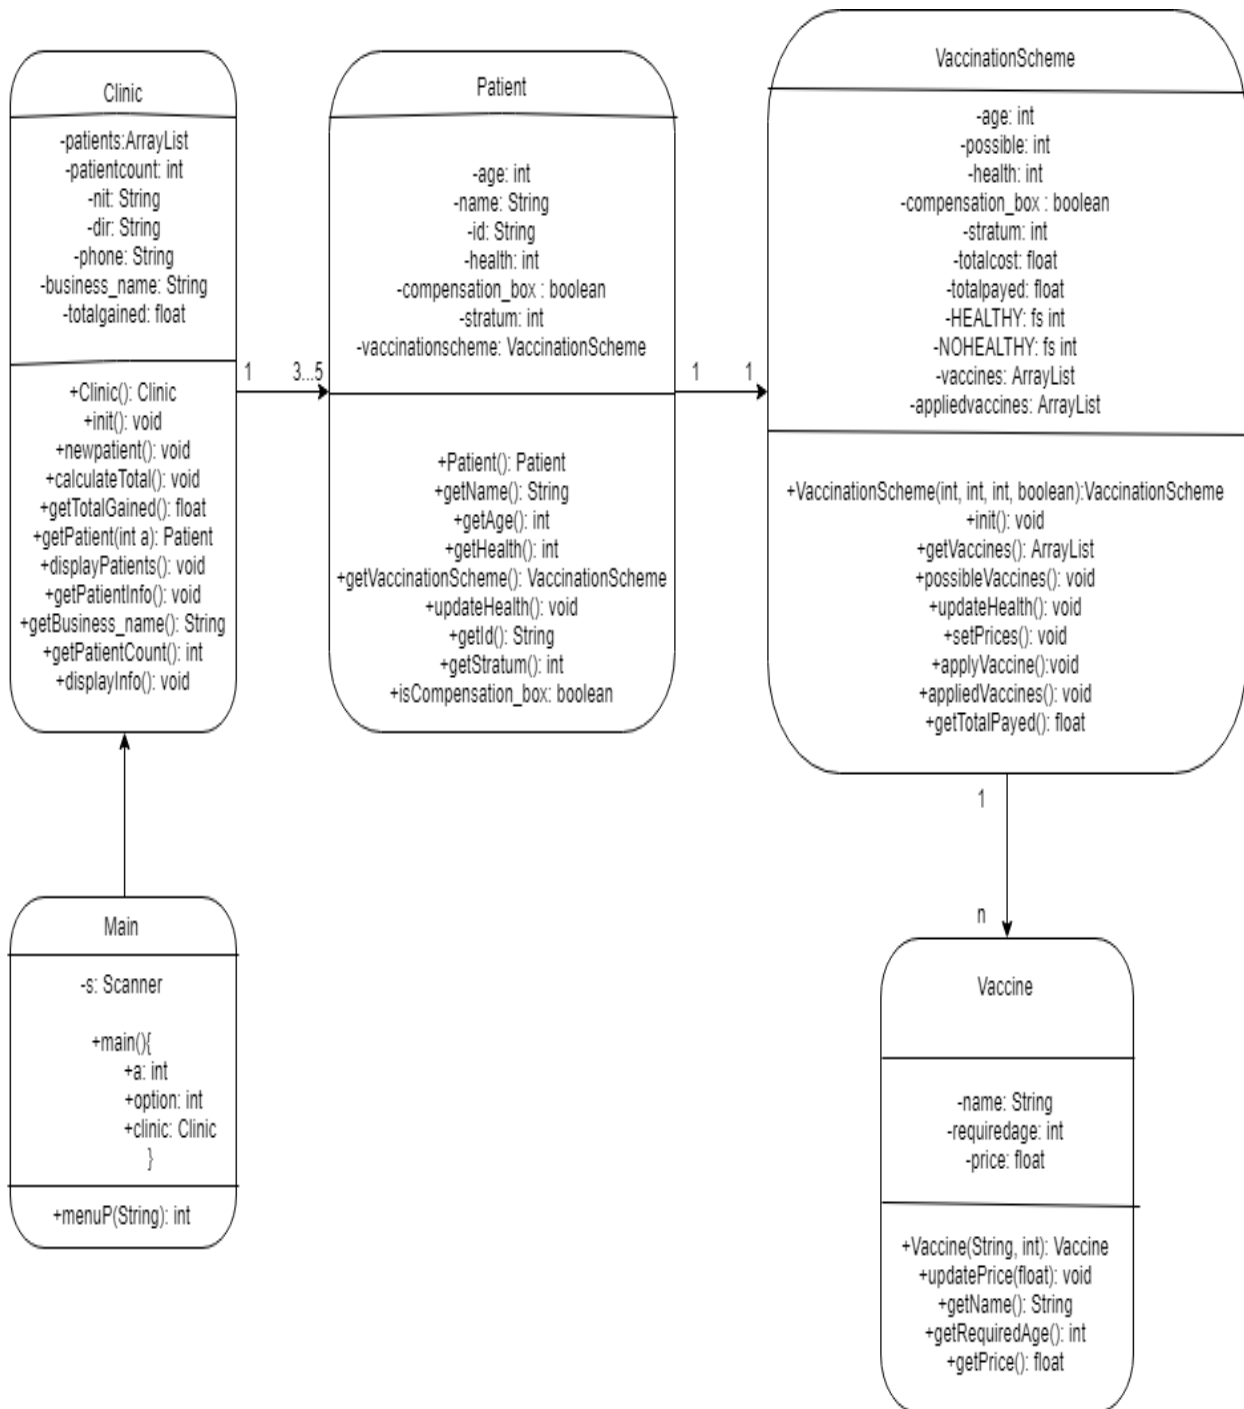 Clinic
-patients:ArrayList
-patientcount: int
-nit: String
-dir: String
-phone: String
-business_name: String
-totalgained: float
+Clinic(): Clinic
+init(): void
+newpatient(): void
+calculateTotal(): void
+getTotalGained(): float
+getPatient(int a): Patient
+displayPatients(): void
+getPatientInfo(): void
+getBusiness_name(): String
+getPatientCount(): int
+displayInfo(): void
1
3...5
Patient
-age: int
-name: String
-id: String
-health: int
-compensation_box : boolean
-stratum: int
-vaccinationscheme: VaccinationScheme
+Patient(): Patient
+getName(): String
+getAge(): int
+getHealth(): int
+getVaccinationScheme(): VaccinationScheme
+updateHealth(): void
+getId(): String
+getStratum(): int
+isCompensation_box: boolean
1
1
VaccinationScheme
-age: int
-possible: int
-health: int
-compensation_box : boolean
-stratum: int
-totalcost: float
-totalpayed: float
-HEALTHY: fs int
-NOHEALTHY: fs int
-vaccines: ArrayList
-appliedvaccines: ArrayList
+VaccinationScheme(int, int, int, boolean):VaccinationScheme
+init(): void
+getVaccines(): ArrayList
+possibleVaccines(): void
+updateHealth(): void
+setPrices(): void
+applyVaccine():void
+appliedVaccines(): void
+getTotalPayed(): float
1
n
Main
-s: Scanner
+main(){
+a: int
+option: int
+clinic: Clinic
}
+menuP(String): int
Vaccine
-name: String
-requiredage: int
-price: float
+Vaccine(String, int): Vaccine
+updatePrice(float): void
+getName(): String
+getRequiredAge(): int
+getPrice(): float